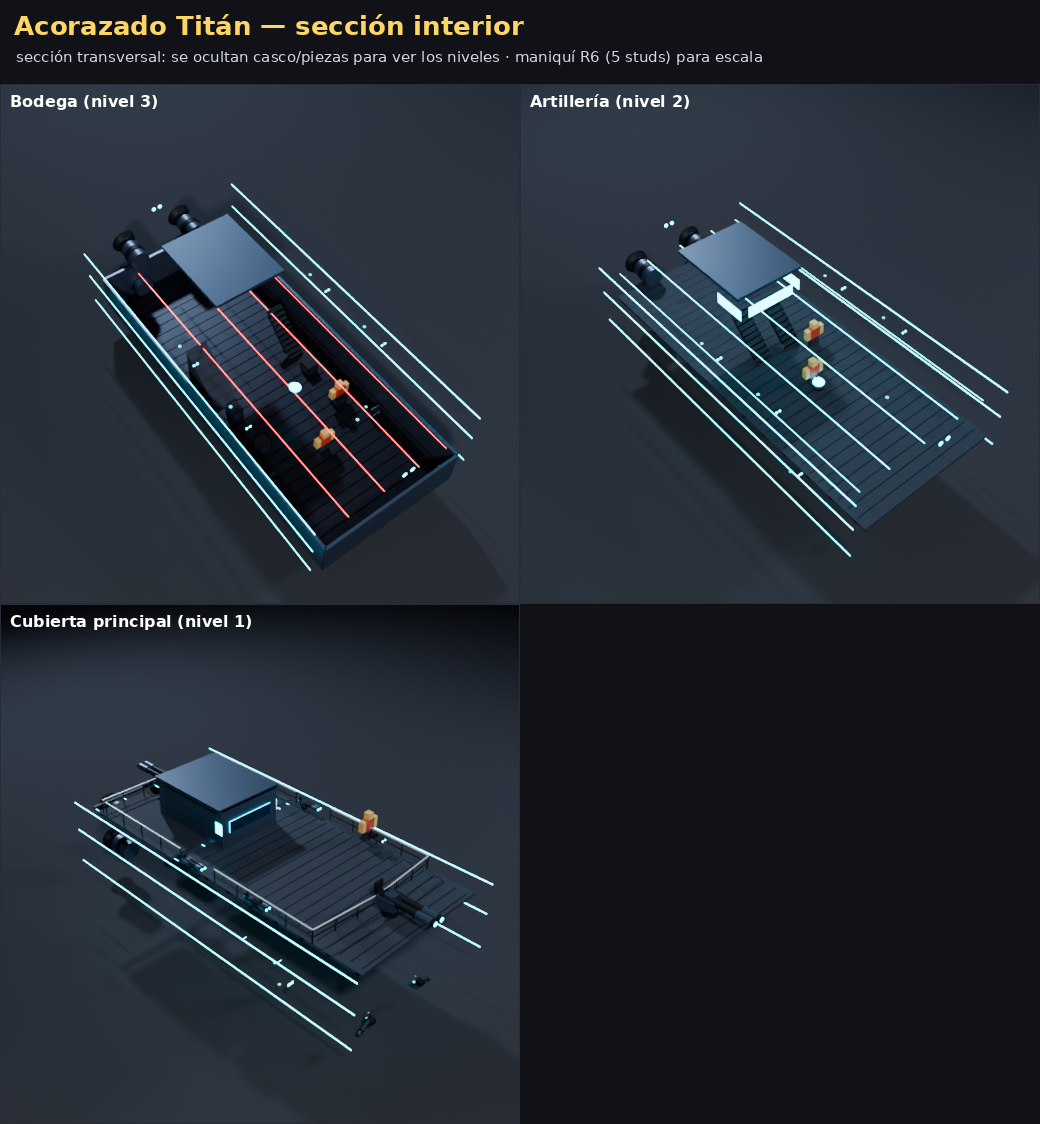 Acorazado Titán — sección interior
sección transversal: se ocultan casco/piezas para ver los niveles · maniquí R6 (5 studs) para escala
Bodega (nivel 3)
Artillería (nivel 2)
Cubierta principal (nivel 1)